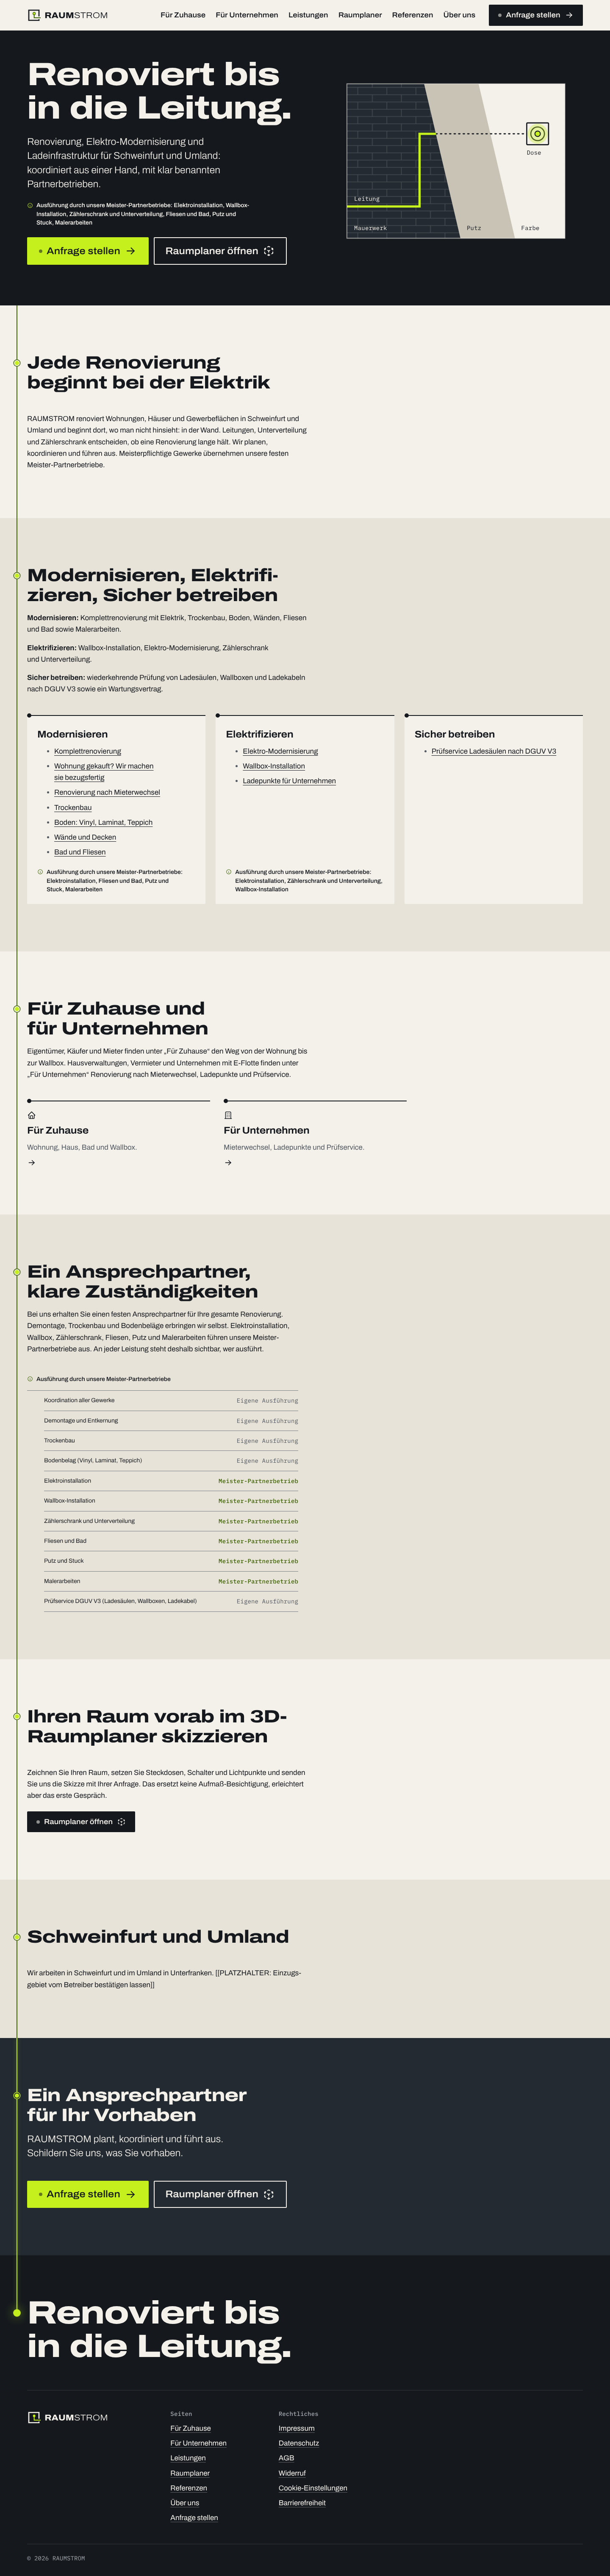 RAUMSTROM
Für Zuhause
Für Unternehmen
Leistungen
Raumplaner
Referenzen
Über uns
Anfrage stellen
Renoviert bis
in die Leitung.
Renovierung, Elektro-Modernisierung und
Ladeinfrastruktur für Schweinfurt und Umland:
koordiniert aus einer Hand, mit klar benannten
Partnerbetrieben.
Ausführung durch unsere Meister-Partnerbetriebe: Elektroinstallation, Wallbox-
Installation, Zählerschrank und Unterverteilung, Fliesen und Bad, Putz und
Stuck, Malerarbeiten
Anfrage stellen
Raumplaner öffnen
Leitung
Mauerwerk
Putz
Farbe
Dose
Jede Renovierung
beginnt bei der Elektrik
RAUMSTROM renoviert Wohnungen, Häuser und Gewerbeflächen in Schweinfurt und
Umland und beginnt dort, wo man nicht hinsieht: in der Wand. Leitungen, Unterverteilung
und Zählerschrank entscheiden, ob eine Renovierung lange hält. Wir planen,
koordinieren und führen aus. Meisterpflichtige Gewerke übernehmen unsere festen
Meister-Partnerbetriebe.
Modernisieren, Elektrifi-
zieren, Sicher betreiben
Modernisieren: Komplettrenovierung mit Elektrik, Trockenbau, Boden, Wänden, Fliesen
und Bad sowie Malerarbeiten.
Elektrifizieren: Wallbox-Installation, Elektro-Modernisierung, Zählerschrank
und Unterverteilung.
Sicher betreiben: wiederkehrende Prüfung von Ladesäulen, Wallboxen und Ladekabeln
nach DGUV V3 sowie ein Wartungsvertrag.
Modernisieren
Komplettrenovierung
Wohnung gekauft? Wir machen
sie bezugsfertig
Renovierung nach Mieterwechsel
Trockenbau
Boden: Vinyl, Laminat, Teppich
Wände und Decken
Bad und Fliesen
Ausführung durch unsere Meister-Partnerbetriebe:
Elektroinstallation, Fliesen und Bad, Putz und
Stuck, Malerarbeiten
Elektrifizieren
Elektro-Modernisierung
Wallbox-Installation
Ladepunkte für Unternehmen
Ausführung durch unsere Meister-Partnerbetriebe:
Elektroinstallation, Zählerschrank und Unterverteilung,
Wallbox-Installation
Sicher betreiben
Prüfservice Ladesäulen nach DGUV V3
Für Zuhause und
für Unternehmen
Eigentümer, Käufer und Mieter finden unter „Für Zuhause“ den Weg von der Wohnung bis
zur Wallbox. Hausverwaltungen, Vermieter und Unternehmen mit E-Flotte finden unter
„Für Unternehmen“ Renovierung nach Mieterwechsel, Ladepunkte und Prüfservice.
Für Zuhause
Wohnung, Haus, Bad und Wallbox.
Für Unternehmen
Mieterwechsel, Ladepunkte und Prüfservice.
Ein Ansprechpartner,
klare Zuständigkeiten
Bei uns erhalten Sie einen festen Ansprechpartner für Ihre gesamte Renovierung.
Demontage, Trockenbau und Bodenbeläge erbringen wir selbst. Elektroinstallation,
Wallbox, Zählerschrank, Fliesen, Putz und Malerarbeiten führen unsere Meister-
Partnerbetriebe aus. An jeder Leistung steht deshalb sichtbar, wer ausführt.
Ausführung durch unsere Meister-Partnerbetriebe
Koordination aller Gewerke Eigene Ausführung
Demontage und Entkernung Eigene Ausführung
Trockenbau Eigene Ausführung
Bodenbelag (Vinyl, Laminat, Teppich) Eigene Ausführung
Elektroinstallation Meister-Partnerbetrieb
Wallbox-Installation Meister-Partnerbetrieb
Zählerschrank und Unterverteilung Meister-Partnerbetrieb
Fliesen und Bad Meister-Partnerbetrieb
Putz und Stuck Meister-Partnerbetrieb
Malerarbeiten Meister-Partnerbetrieb
Prüfservice DGUV V3 (Ladesäulen, Wallboxen, Ladekabel) Eigene Ausführung
Ihren Raum vorab im 3D-
Raumplaner skizzieren
Zeichnen Sie Ihren Raum, setzen Sie Steckdosen, Schalter und Lichtpunkte und senden
Sie uns die Skizze mit Ihrer Anfrage. Das ersetzt keine Aufmaß-Besichtigung, erleichtert
aber das erste Gespräch.
Raumplaner öffnen
Schweinfurt und Umland
Wir arbeiten in Schweinfurt und im Umland in Unterfranken. [[PLATZHALTER: Einzugs-
gebiet vom Betreiber bestätigen lassen]]
Ein Ansprechpartner
für Ihr Vorhaben
RAUMSTROM plant, koordiniert und führt aus.
Schildern Sie uns, was Sie vorhaben.
Anfrage stellen
Raumplaner öffnen
Renoviert bis
in die Leitung.
RAUMSTROM
Seiten
Für Zuhause
Für Unternehmen
Leistungen
Raumplaner
Referenzen
Über uns
Anfrage stellen
Rechtliches
Impressum
Datenschutz
AGB
Widerruf
Cookie-Einstellungen
Barrierefreiheit
© 2026 RAUMSTROM